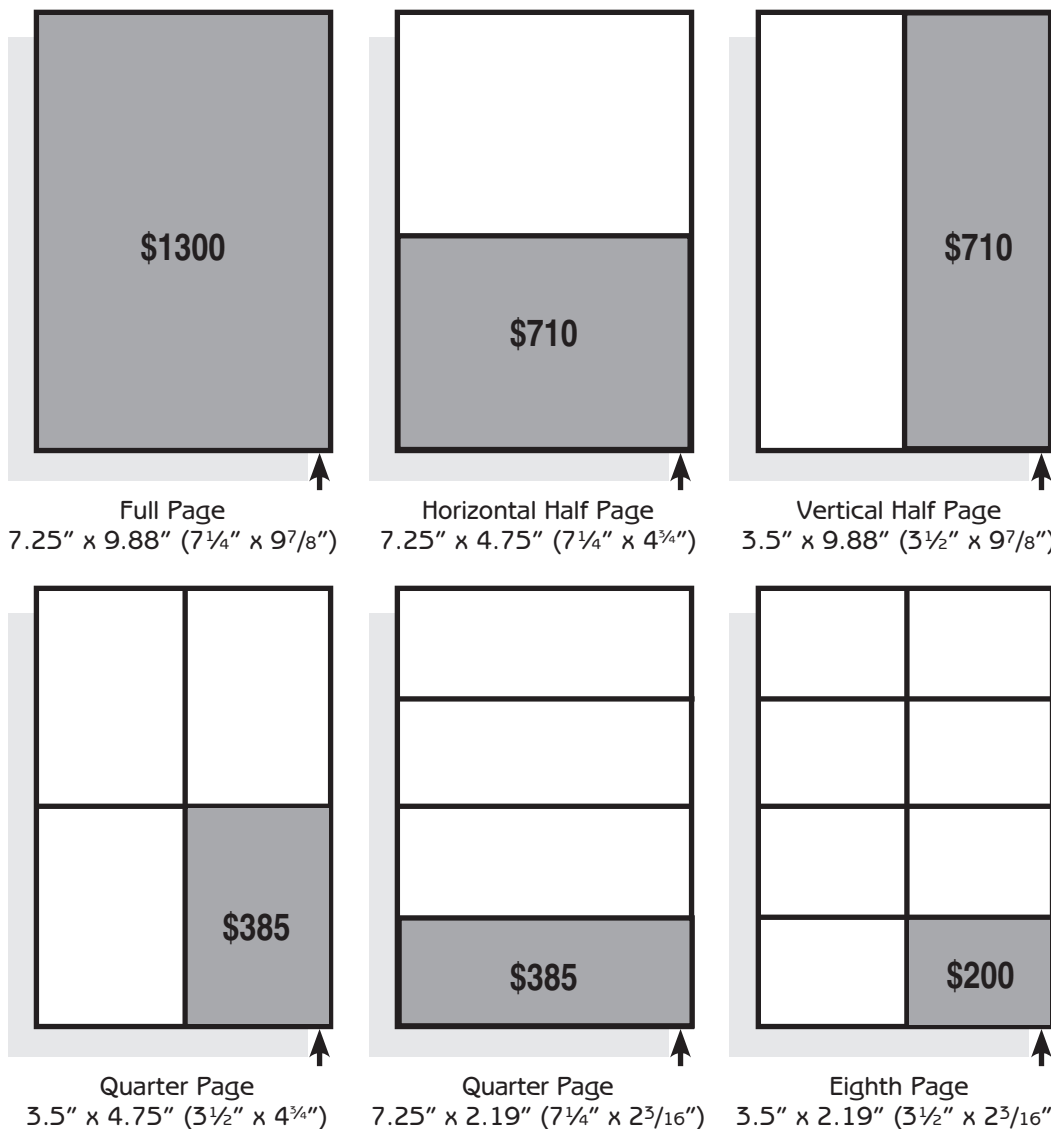 $1300
$710
$710
Full Page
7.25" x 9.88" (7¼" x 9⁷/₈")
Horizontal Half Page
7.25" x 4.75" (7¼" x 4¾")
Vertical Half Page
3.5" x 9.88" (3½" x 9⁷/₈")
$385
$385
$200
Quarter Page
3.5" x 4.75" (3½" x 4¾")
Quarter Page
7.25" x 2.19" (7¼" x 2³/₁₆")
Eighth Page
3.5" x 2.19" (3½" x 2³/₁₆"